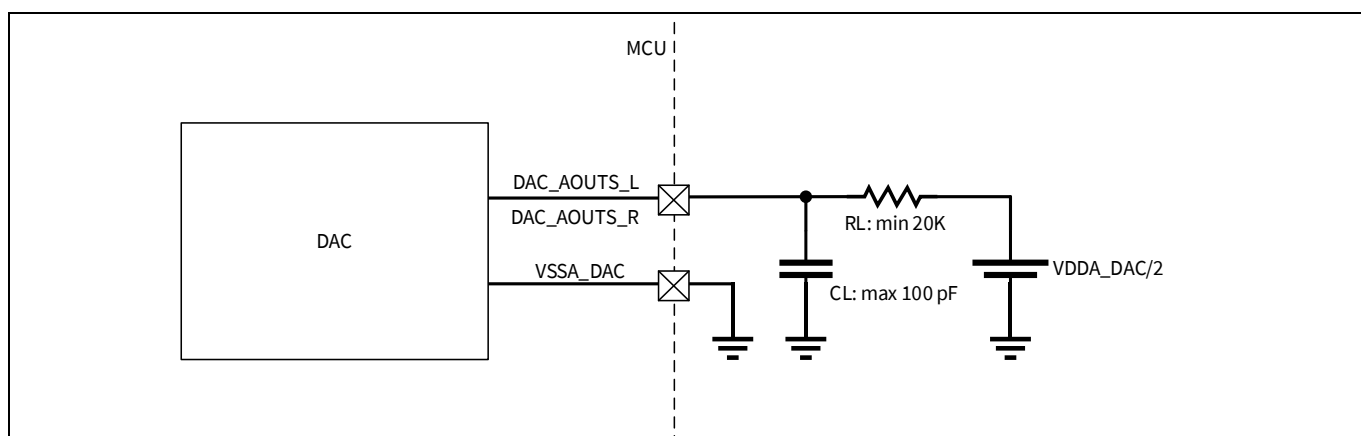 MCU
DAC_AOUTS_L
DAC_AOUTS_R
DAC
RL: min 20K
VSSA_DAC
VDDA_DAC/2
CL: max 100 pF